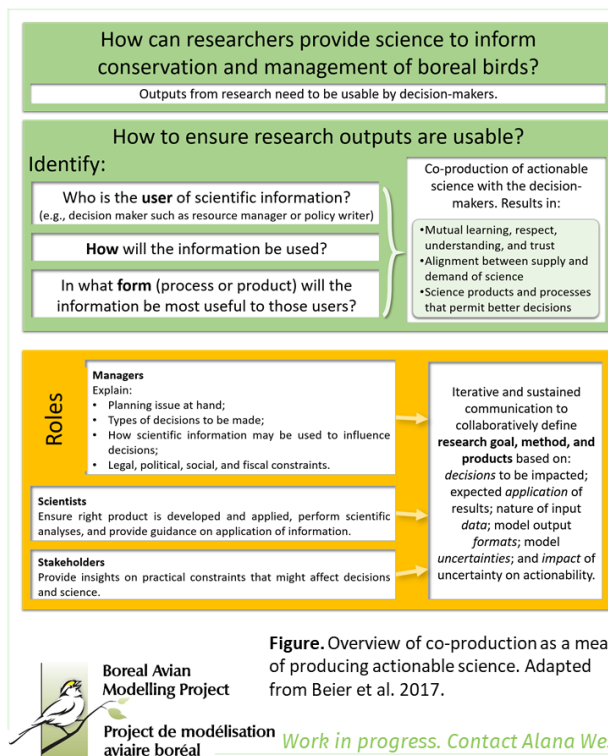 How can researchers provide science to inform
conservation and management of boreal birds?
Outputs from research need to be usable by decision-makers.
How to ensure research outputs are usable?
Identify:
Who is the user of scientific information?
(e.g., decision maker such as resource manager or policy writer)
How will the information be used?
In what form (process or product) will the
information be most useful to those users?
Co-production of actionable
science with the decision-
makers. Results in:
•Mutual learning, respect,
understanding, and trust
•Alignment between supply and
demand of science
•Science products and processes
that permit better decisions
Roles
Managers
Explain:
• Planning issue at hand;
• Types of decisions to be made;
• How scientific information may be used to influence
decisions;
• Legal, political, social, and fiscal constraints.
Scientists
Ensure right product is developed and applied, perform scientific
analyses, and provide guidance on application of information.
Stakeholders
Provide insights on practical constraints that might affect decisions
and science.
Iterative and sustained
communication to
collaboratively define
research goal, method, and
products based on:
decisions to be impacted;
expected application of
results; nature of input
data; model output
formats; model
uncertainties; and impact of
uncertainty on actionability.
Figure. Overview of co-production as a mea
of producing actionable science. Adapted
from Beier et al. 2017.
Boreal Avian
Modelling Project
Project de modélisation
aviaire boréal
Work in progress. Contact Alana We